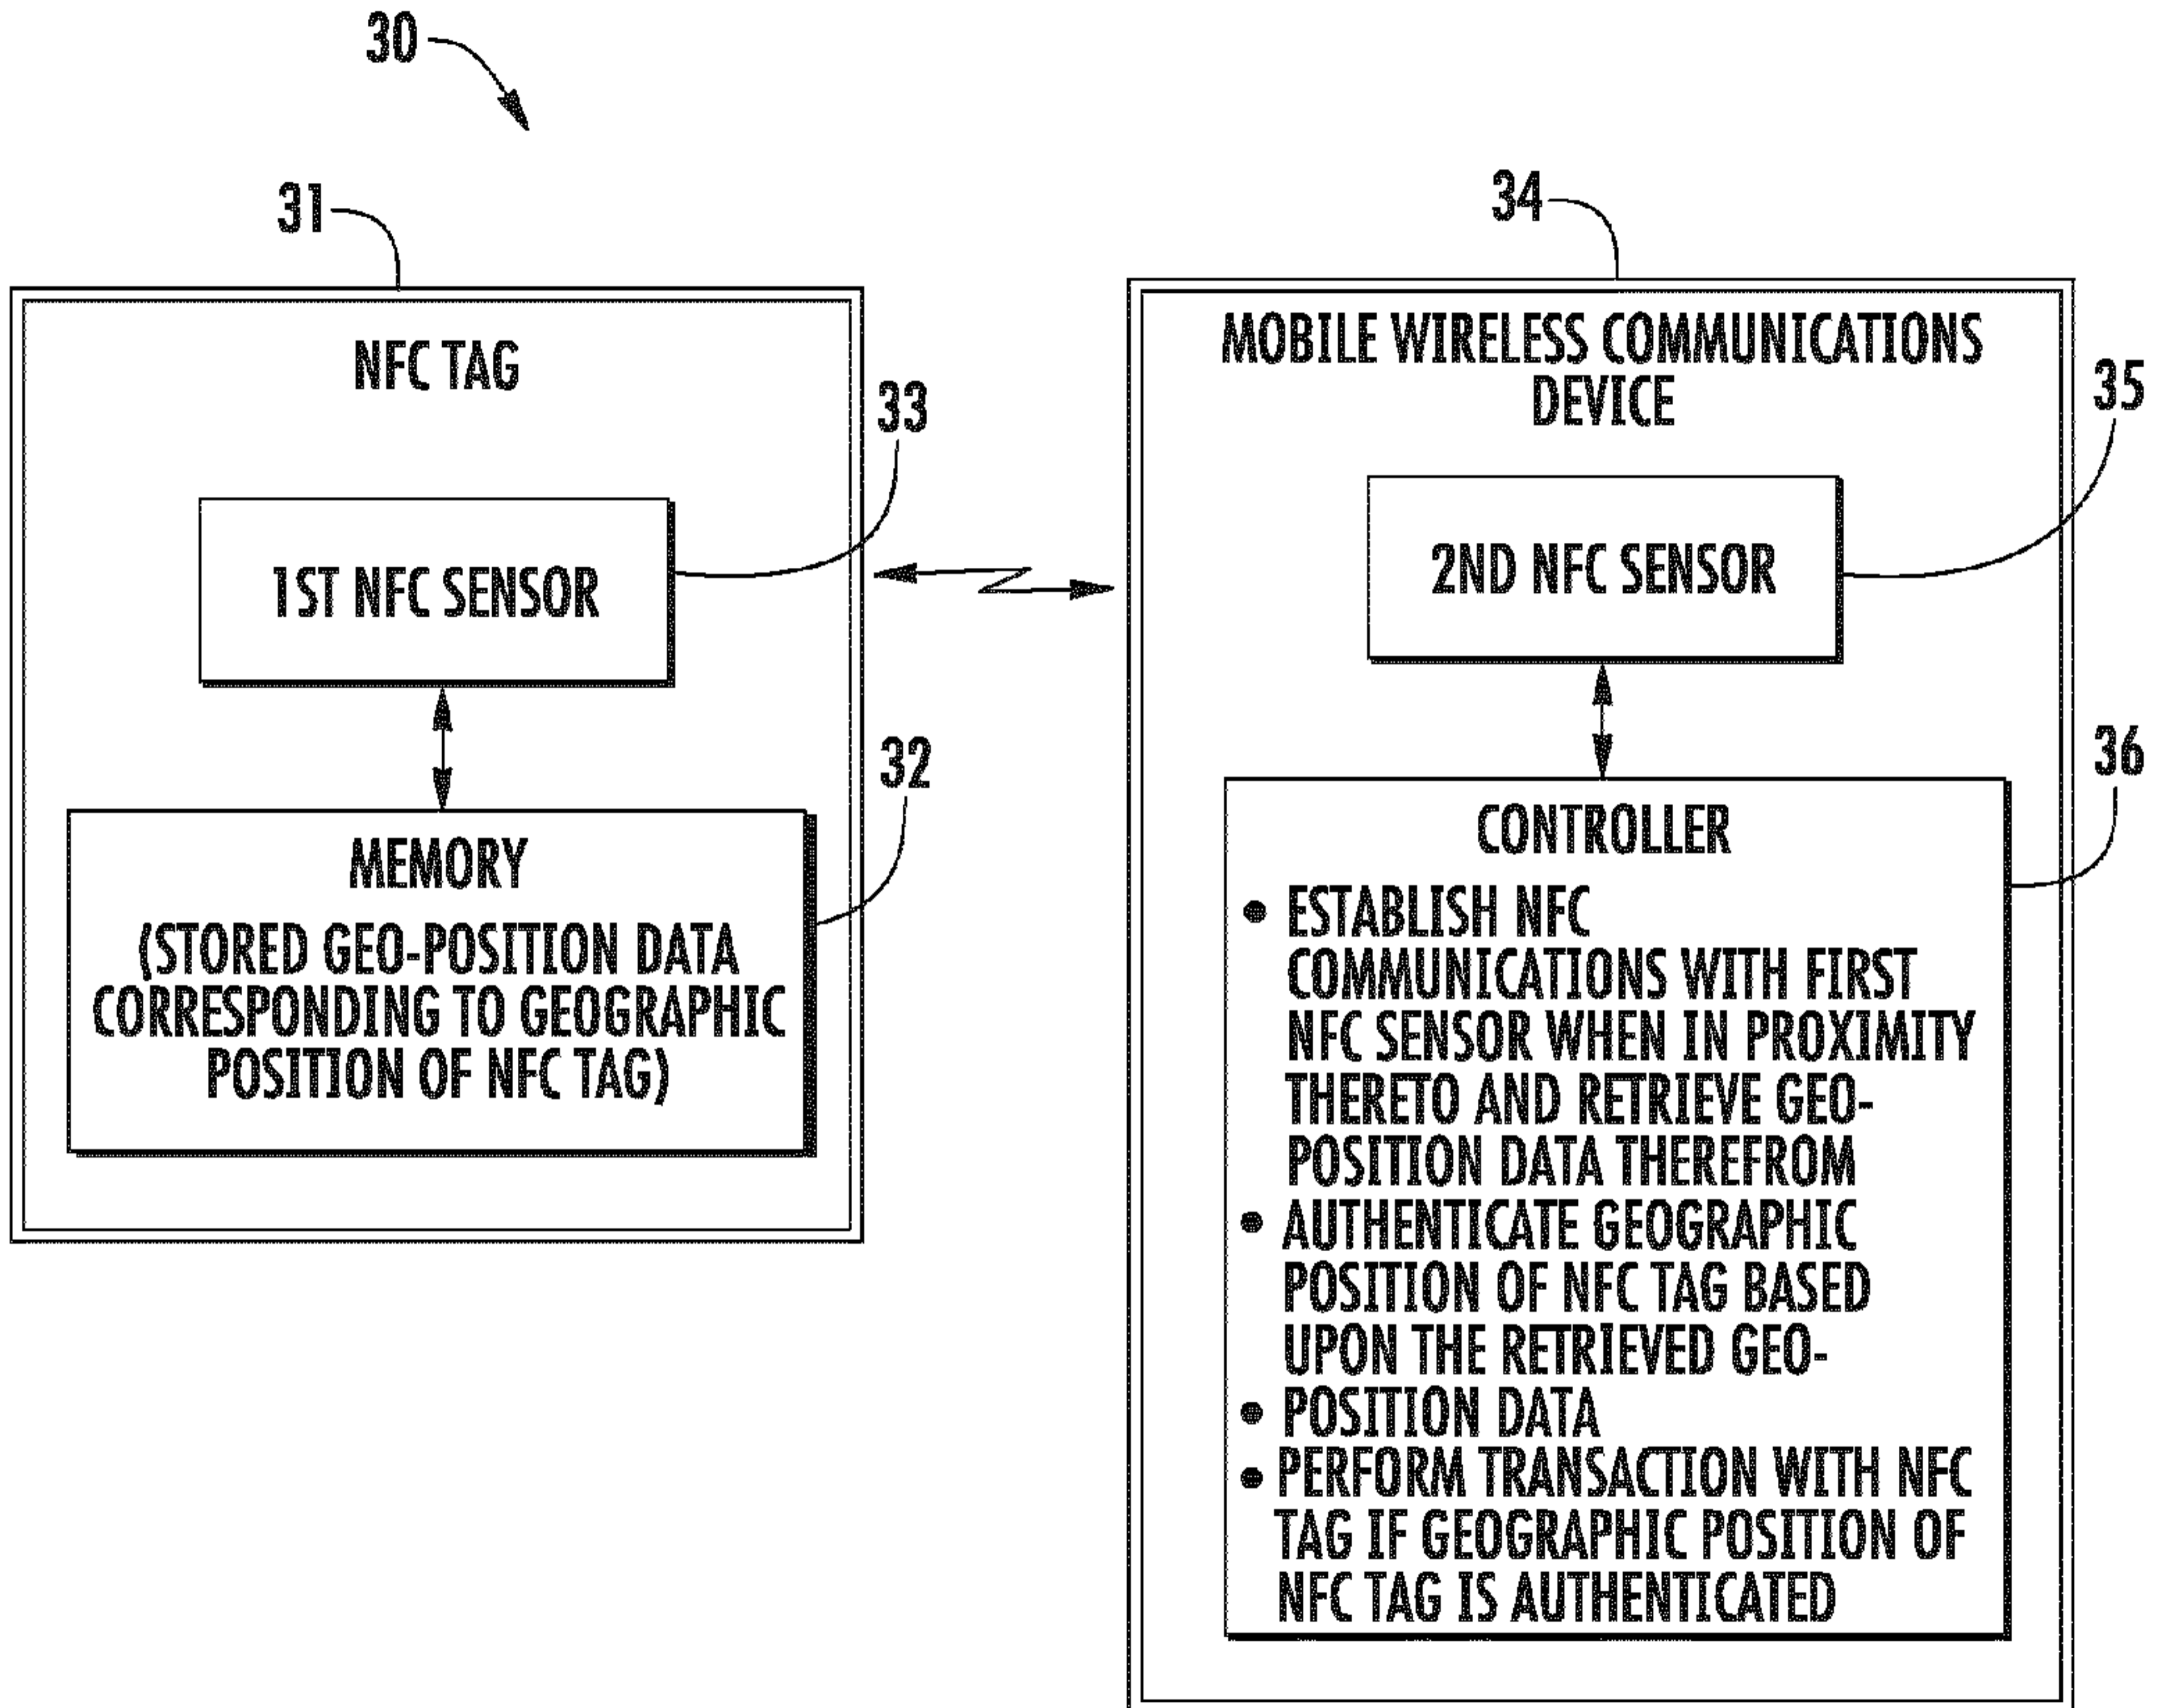 30
31
NFC TAG
33
1ST NFC SENSOR
32
MEMORY
(STORED GEO-POSITION DATA
CORRESPONDING TO GEOGRAPHIC
POSITION OF NFC TAG)
34
MOBILE WIRELESS COMMUNICATIONS
DEVICE
35
2ND NFC SENSOR
36
CONTROLLER
• ESTABLISH NFC
COMMUNICATIONS WITH FIRST
NFC SENSOR WHEN IN PROXIMITY
THERETO AND RETRIEVE GEO-
POSITION DATA THEREFROM
• AUTHENTICATE GEOGRAPHIC
POSITION OF NFC TAG BASED
UPON THE RETRIEVED GEO-
• POSITION DATA
• PERFORM TRANSACTION WITH NFC
TAG IF GEOGRAPHIC POSITION OF
NFC TAG IS AUTHENTICATED